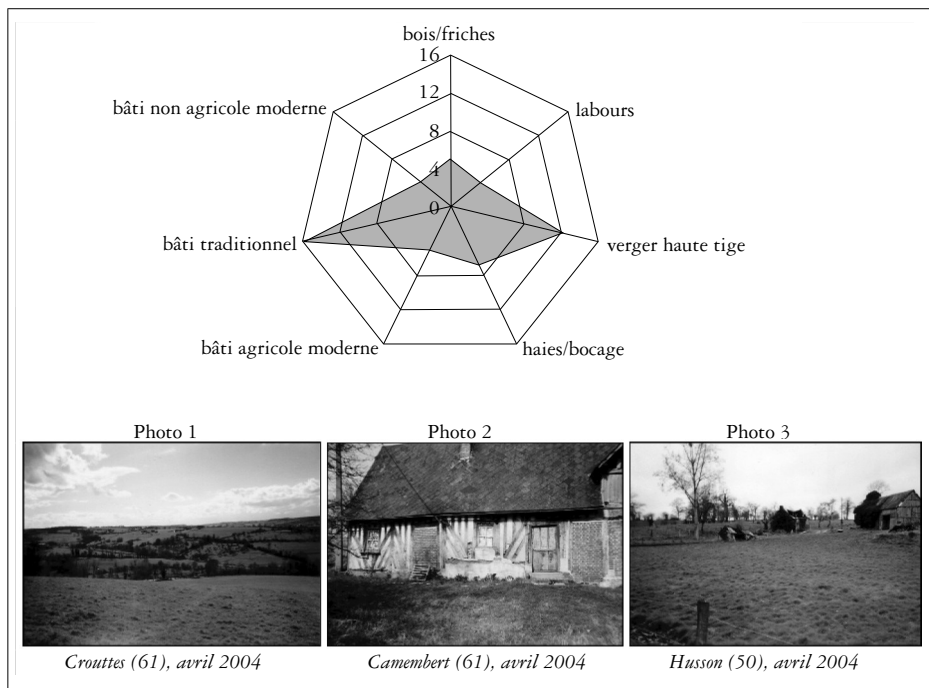 bois/friches
16
bâti non agricole moderne
12
labours
8
4
0
bâti traditionnel
verger haute tige
bâti agricole moderne
haies/bocage
Photo 1
Photo 2
Photo 3
Crouttes (61), avril 2004
Camembert (61), avril 2004
Husson (50), avril 2004